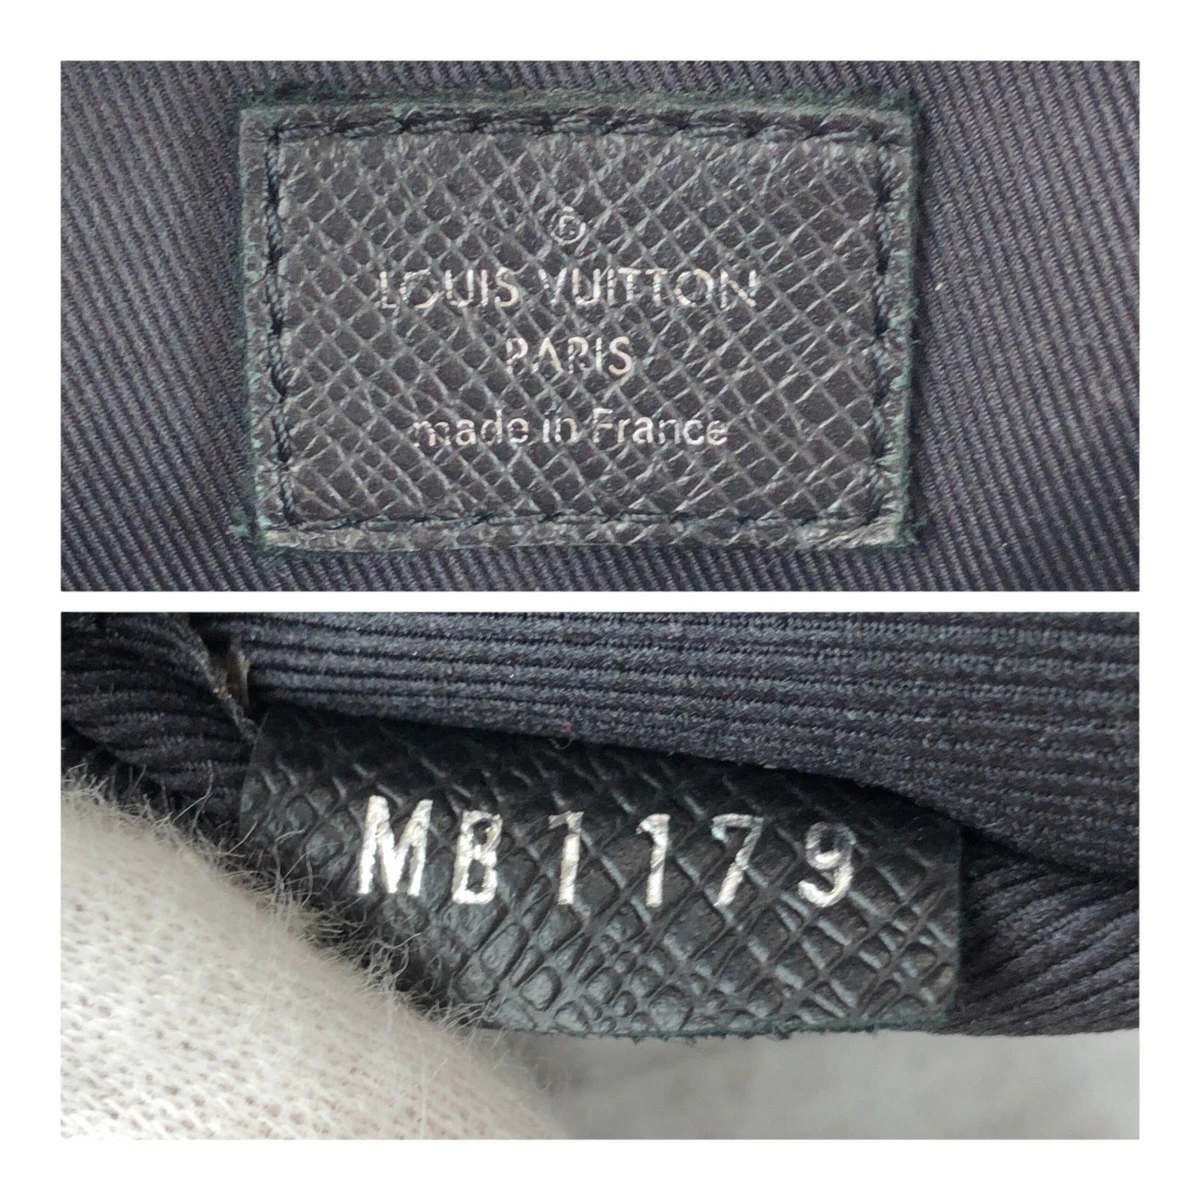 ®
LOUIS VUITTON
PARIS
made in France
MB1179